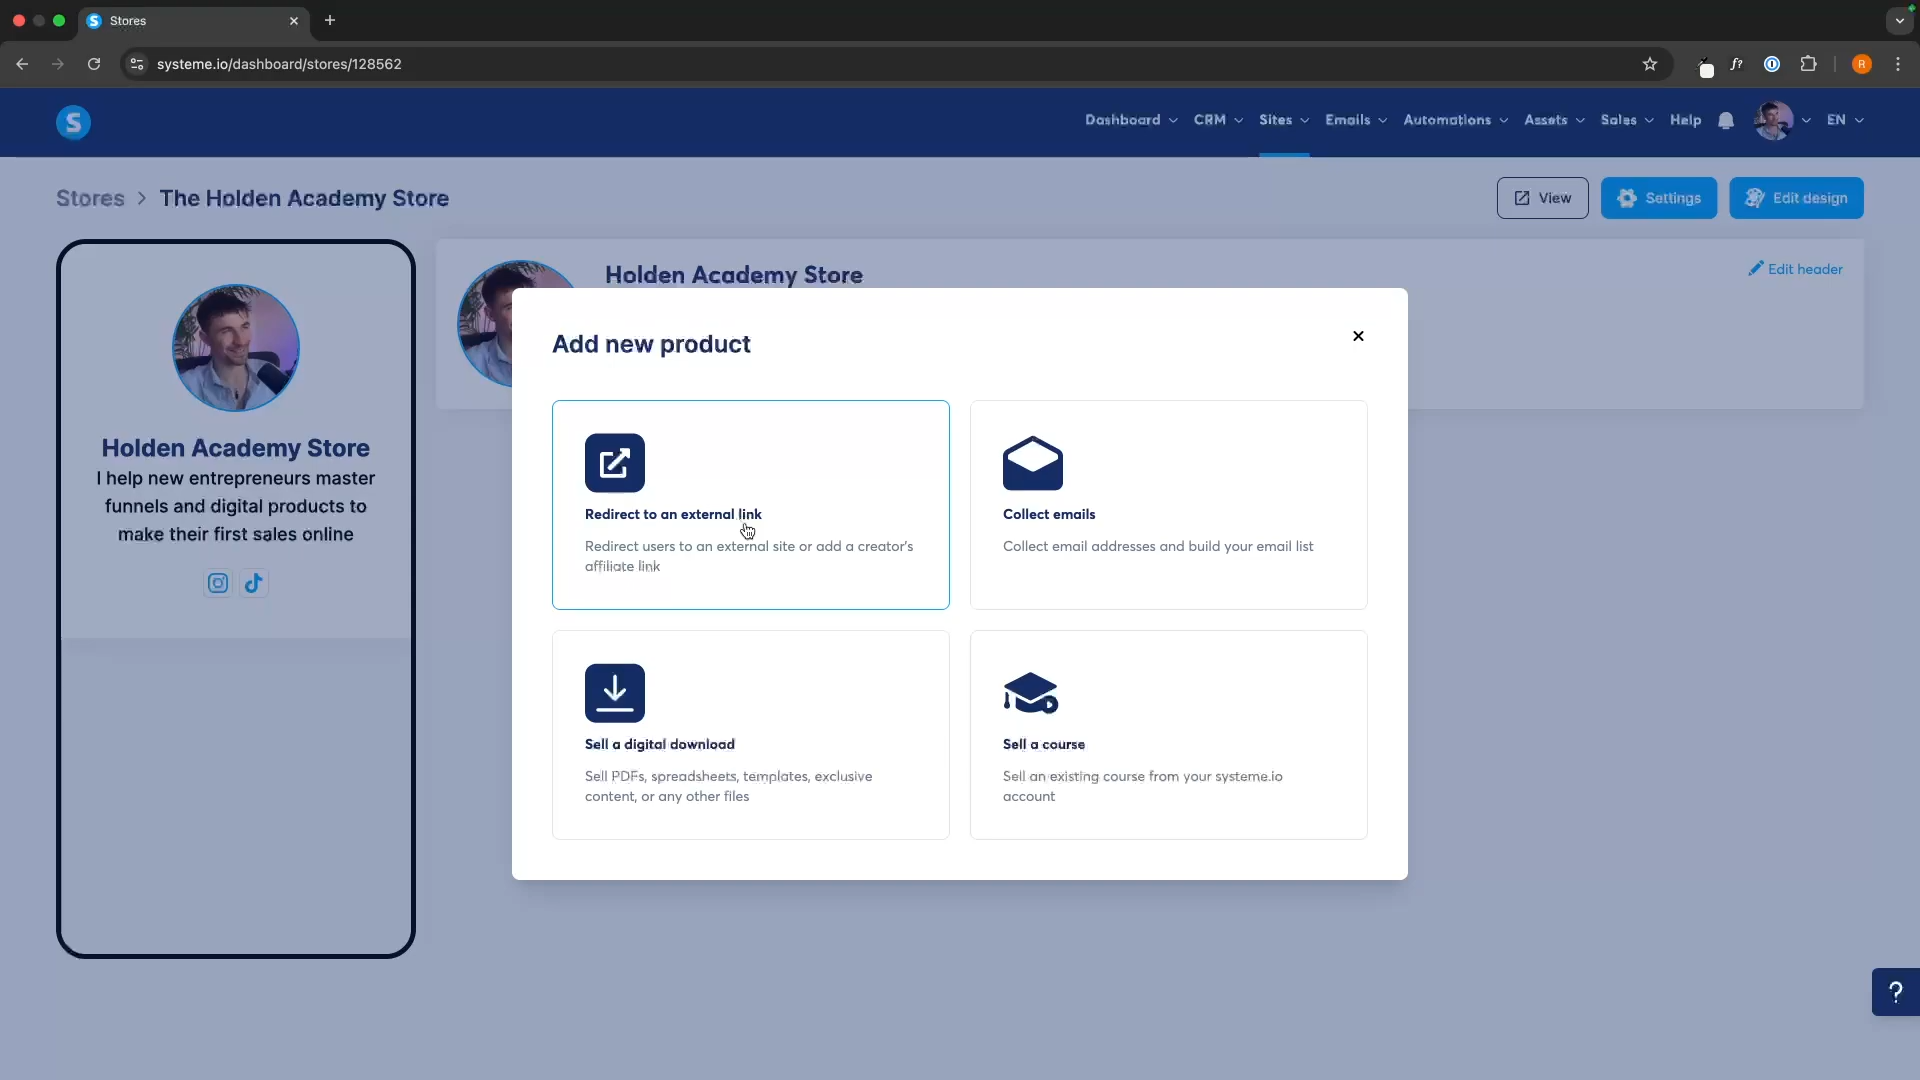 Stores
systeme.io/dashboard/stores/128562
f?
R
S
Dashboard
CRM
Sites
Emails
Automations
Assets
Sales
Help
EN
Stores > The Holden Academy Store
View
Settings
Edit design
Holden Academy Store
I help new entrepreneurs master
funnels and digital products to
make their first sales online
Holden Academy Store
Edit header
Add new product
Redirect to an external link
Redirect users to an external site or add a creator's
affiliate link
Collect emails
Collect email addresses and build your email list
Sell a digital download
Sell PDFs, spreadsheets, templates, exclusive
content, or any other files
Sell a course
Sell an existing course from your systeme.io
account
?